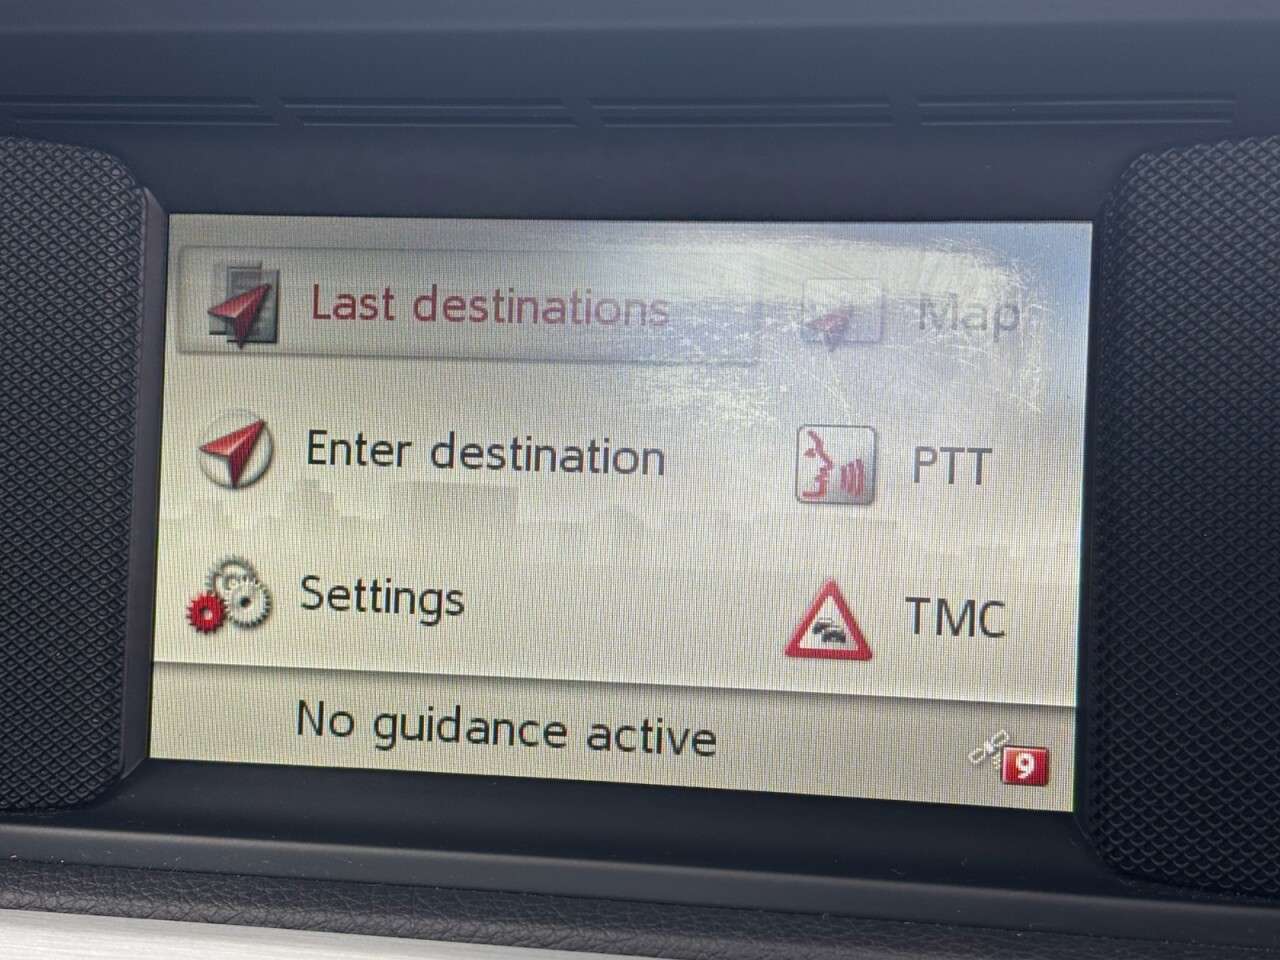 Last destinations
Map
Enter destination
PTT
Settings
TMC
No guidance active
9